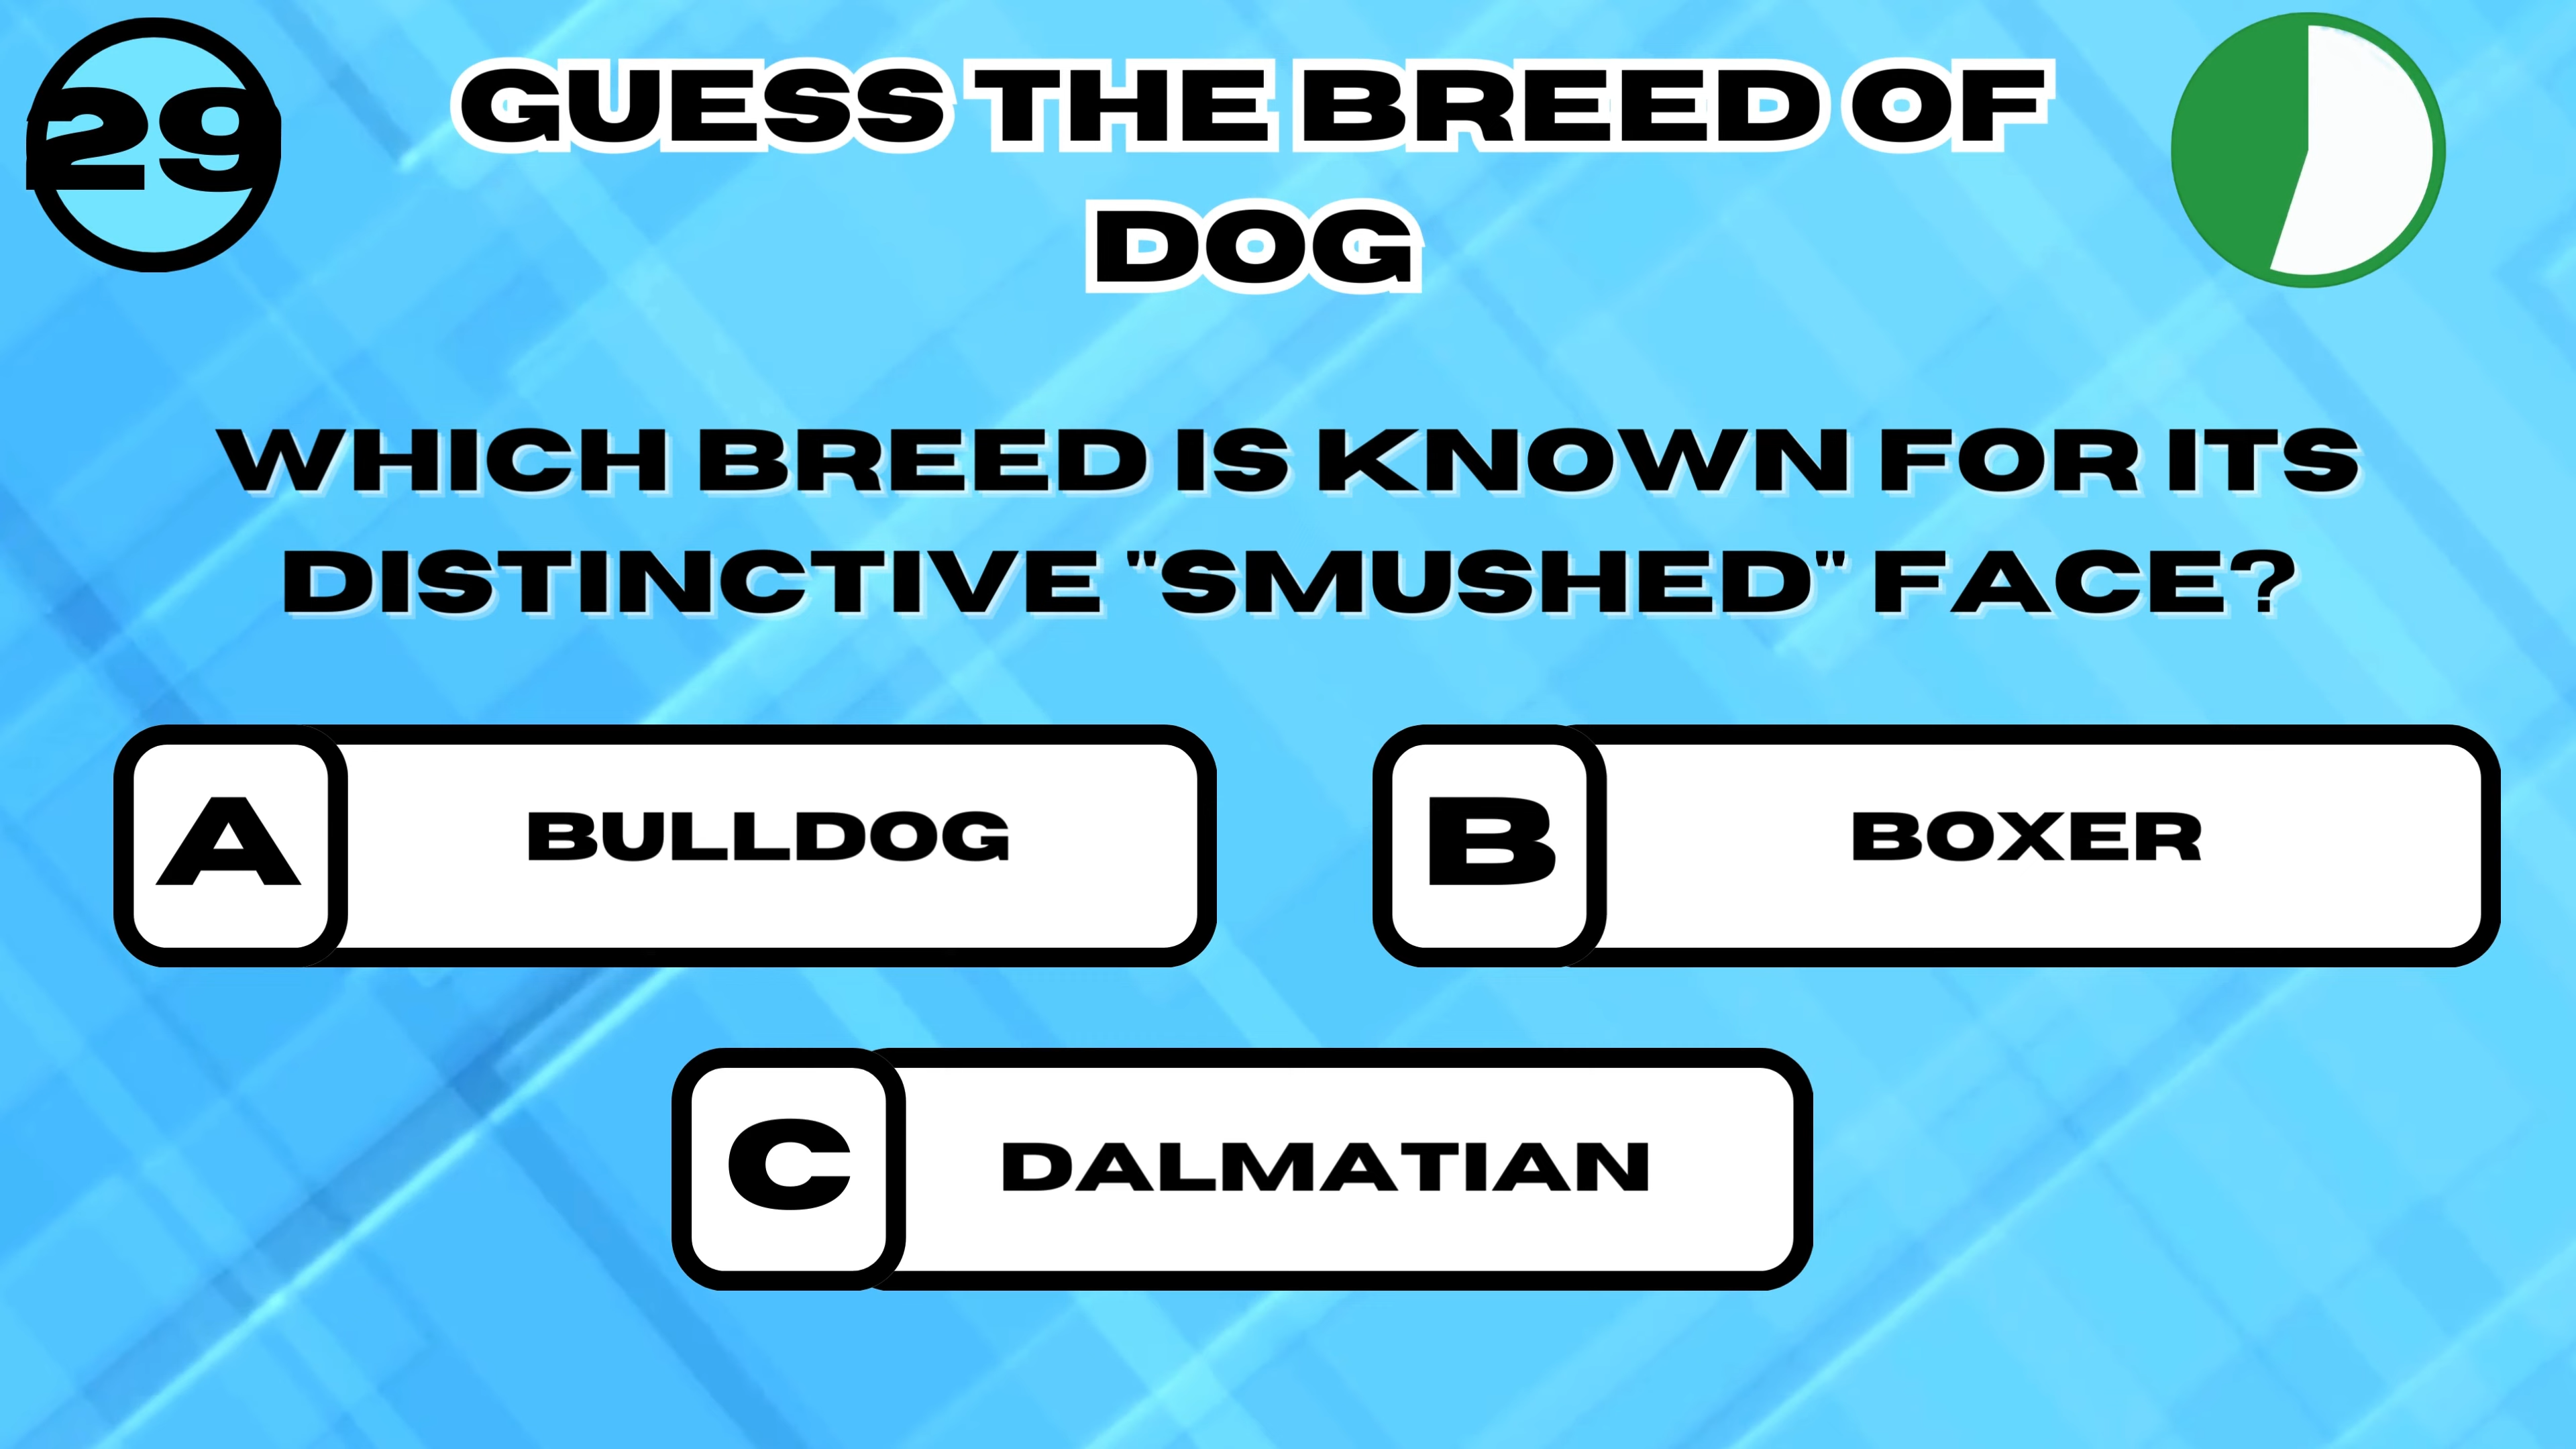 29
GUESS THE BREED OF
DOG
WHICH BREED IS KNOWN FOR ITS
DISTINCTIVE "SMUSHED" FACE?
A BULLDOG
B BOXER
C DALMATIAN